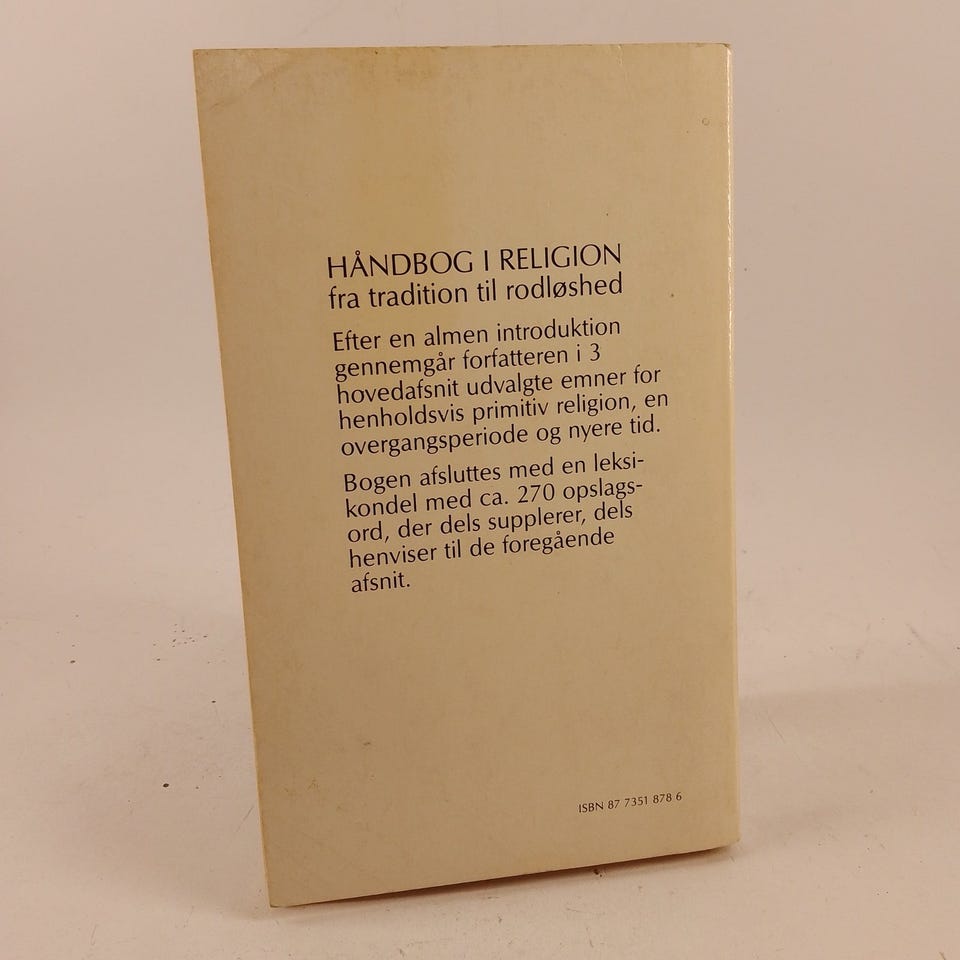 HÅNDBOG I RELIGION
fra tradition til rodløshed
Efter en almen introduktion
gennemgår forfatteren i 3
hovedafsnit udvalgte emner for
henholdsvis primitiv religion, en
overgangsperiode og nyere tid.
Bogen afsluttes med en leksi-
kondel med ca. 270 opslags-
ord, der dels supplerer, dels
henviser til de foregående
afsnit.
ISBN 87 7351 878 6